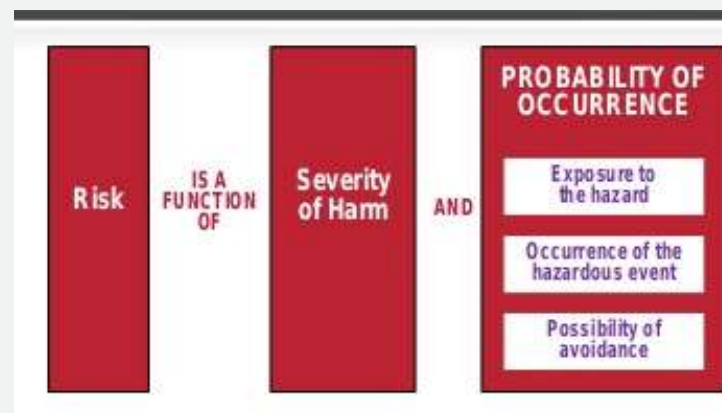 Risk
IS A
FUNCTION
OF
Severity
of Harm
AND
PROBABILITY OF
OCCURRENCE
Exposure to
the hazard
Occurrence of the
hazardous event
Possibility of
avoidance